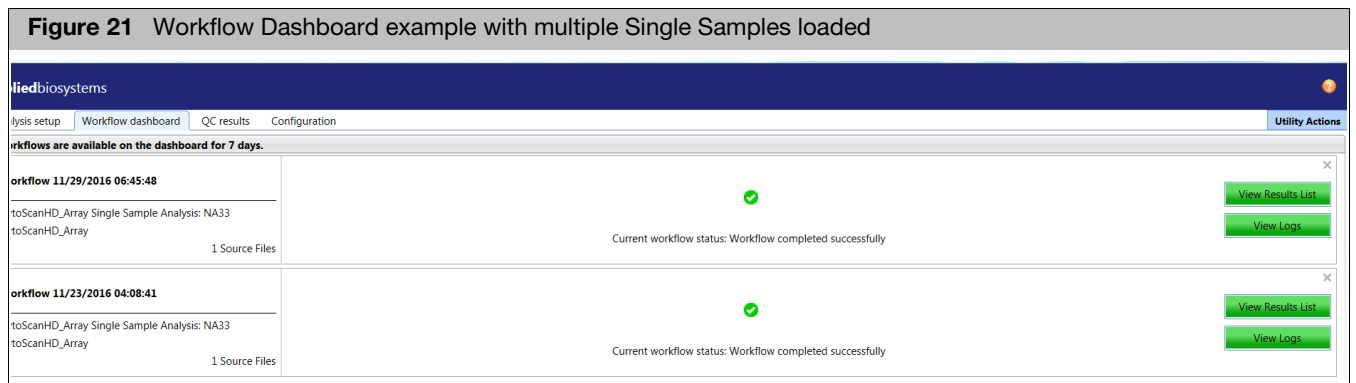 Figure 21 Workflow Dashboard example with multiple Single Samples loaded
liedbiosystems
?
lysis setup Workflow dashboard QC results Configuration Utility Actions
rkflows are available on the dashboard for 7 days.
orkflow 11/29/2016 06:45:48
toScanHD_Array Single Sample Analysis: NA33
toScanHD_Array
1 Source Files
Current workflow status: Workflow completed successfully
View Results List
View Logs
orkflow 11/23/2016 04:08:41
toScanHD_Array Single Sample Analysis: NA33
toScanHD_Array
1 Source Files
Current workflow status: Workflow completed successfully
View Results List
View Logs